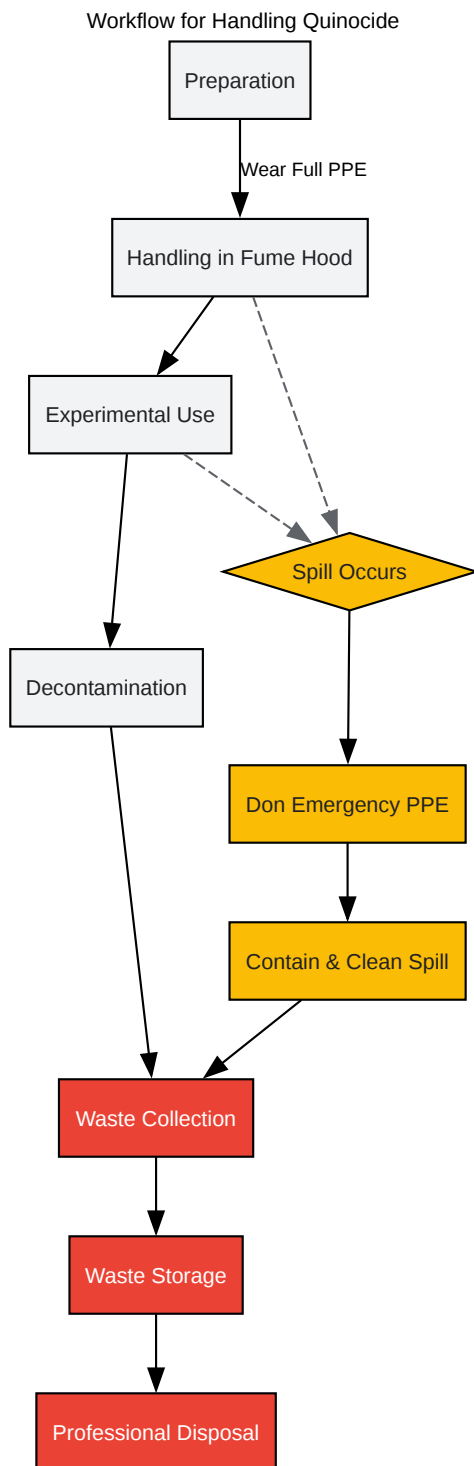 Workflow for Handling Quinocide
Preparation
Wear Full PPE
Handling in Fume Hood
Experimental Use
Spill Occurs
Decontamination
Don Emergency PPE
Contain & Clean Spill
Waste Collection
Waste Storage
Professional Disposal